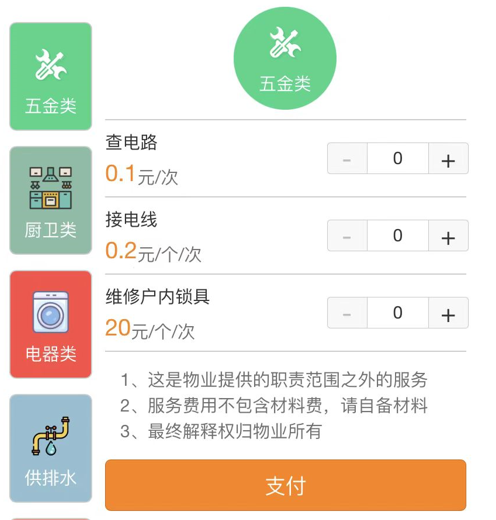 五金类
厨卫类
电器类
供排水
五金类
查电路
0.1元/次
- 0 +
接电线
0.2元/个/次
- 0 +
维修户内锁具
20元/个/次
- 0 +
1、这是物业提供的职责范围之外的服务
2、服务费用不包含材料费，请自备材料
3、最终解释权归物业所有
支付